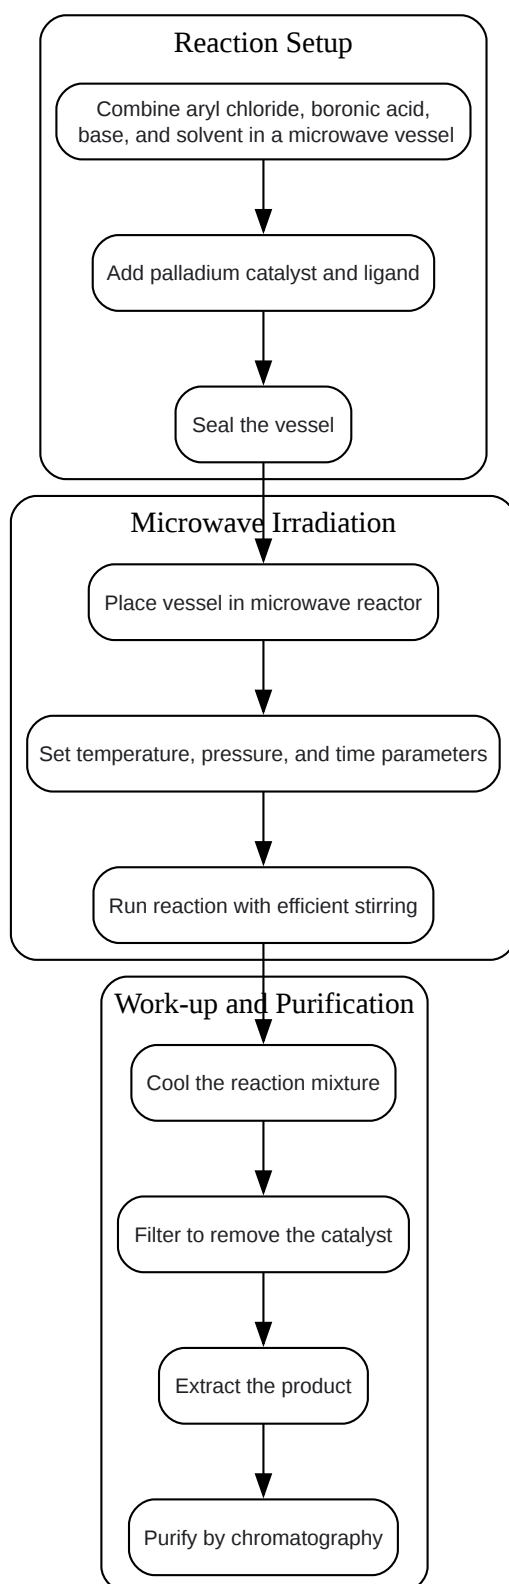 Reaction Setup
Combine aryl chloride, boronic acid,
base, and solvent in a microwave vessel
Add palladium catalyst and ligand
Seal the vessel
Microwave Irradiation
Place vessel in microwave reactor
Set temperature, pressure, and time parameters
Run reaction with efficient stirring
Work-up and Purification
Cool the reaction mixture
Filter to remove the catalyst
Extract the product
Purify by chromatography